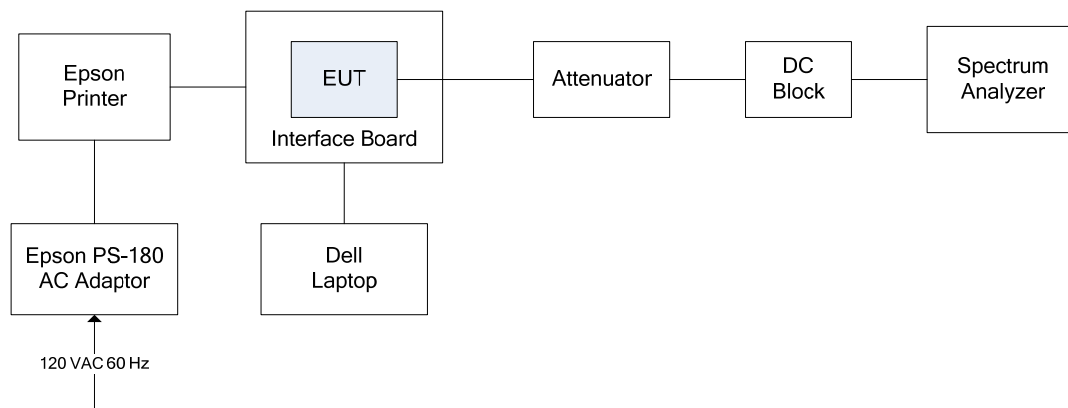 Epson
Printer
EUT
Interface Board
Attenuator
DC
Block
Spectrum
Analyzer
Epson PS-180
AC Adaptor
Dell
Laptop
120 VAC 60 Hz